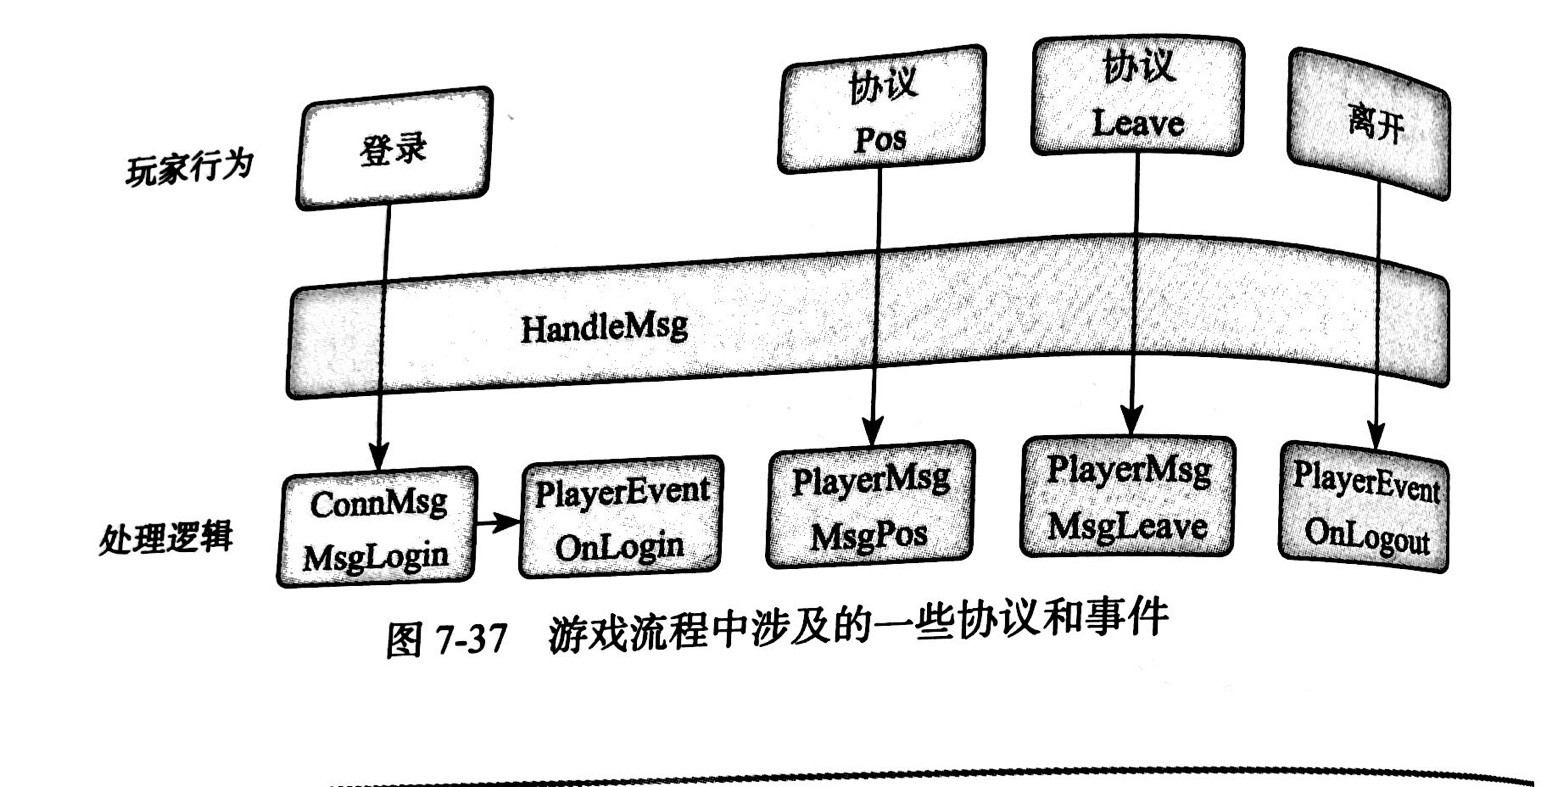 玩家行为
登录
协议
Pos
协议
Leave
离开
HandleMsg
处理逻辑
ConnMsg
MsgLogin
PlayerEvent
OnLogin
PlayerMsg
MsgPos
PlayerMsg
MsgLeave
PlayerEvent
OnLogout
图 7-37 游戏流程中涉及的一些协议和事件